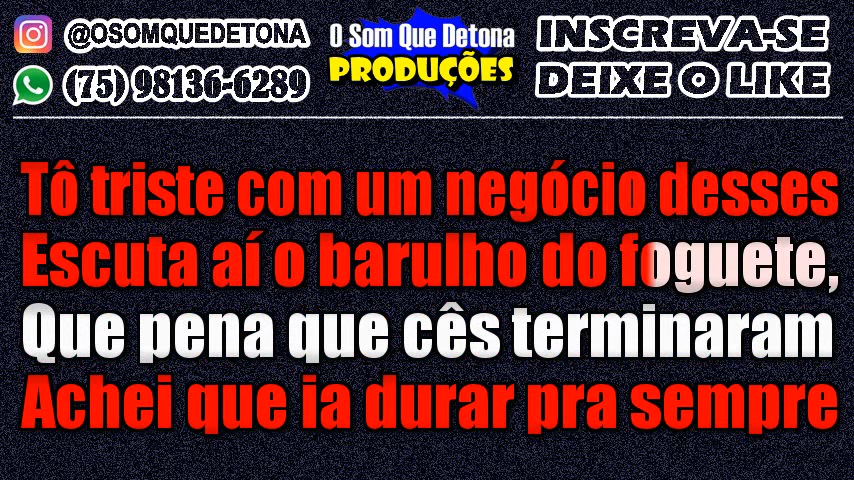 @OSOMQUEDETONA
(75) 98136-6289
O Som Que Detona
PRODUÇÕES
INSCREVA-SE
DEIXE O LIKE
Tô triste com um negócio desses
Escuta aí o barulho do foguete,
Que pena que cês terminaram
Achei que ia durar pra sempre